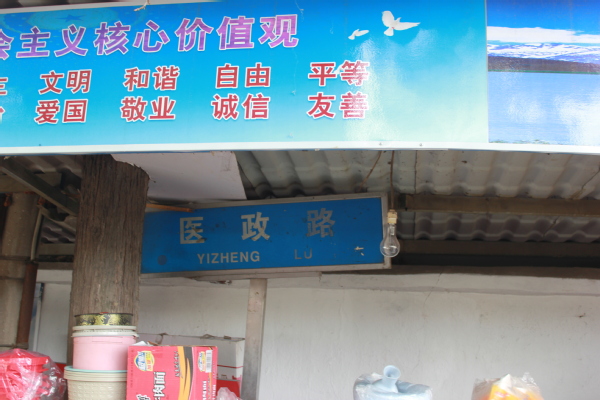 会主义核心价值观
主 文明 和谐 自由 平等
爱国 敬业 诚信 友善
医政路
YIZHENG LU